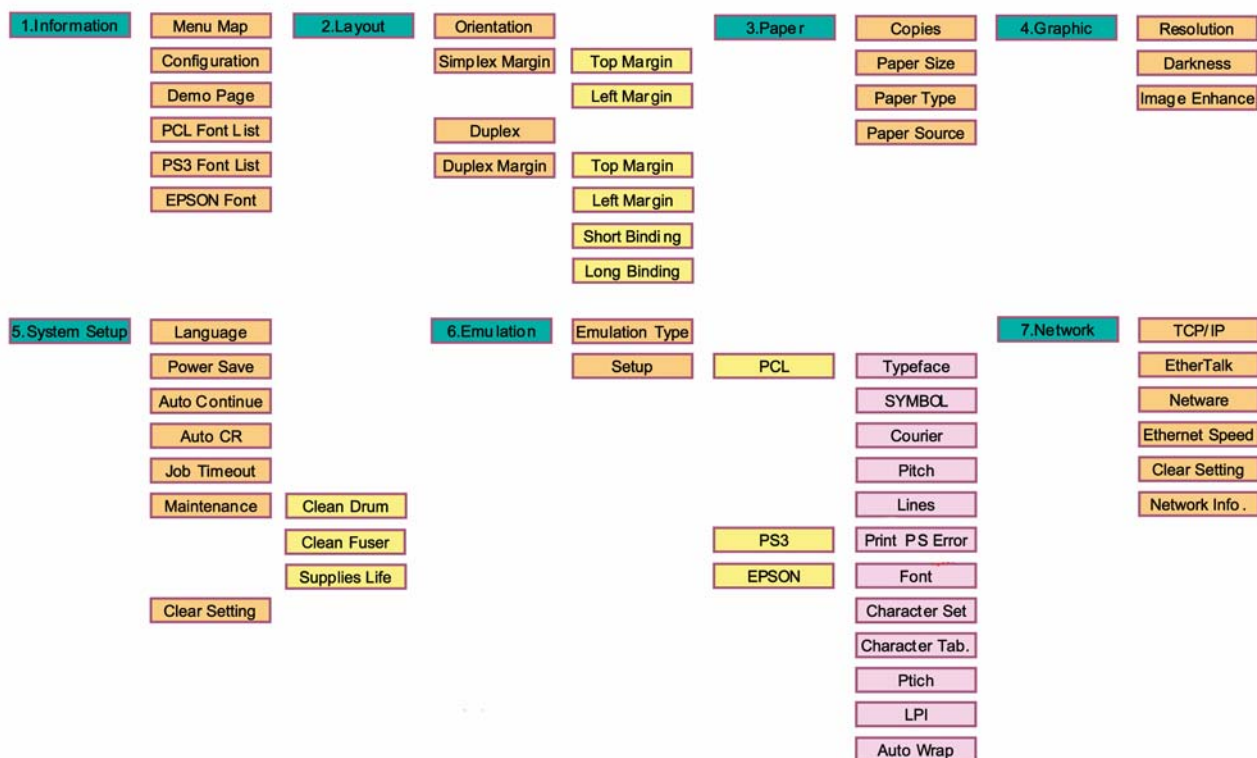 1.Information
Menu Map
Configuration
Demo Page
PCL Font List
PS3 Font List
EPSON Font
2.Layout
Orientation
Simplex Margin
Top Margin
Left Margin
Duplex
Duplex Margin
Top Margin
Left Margin
Short Binding
Long Binding
3.Paper
Copies
Paper Size
Paper Type
Paper Source
4.Graphic
Resolution
Darkness
Image Enhance
5.System Setup
Language
Power Save
Auto Continue
Auto CR
Job Timeout
Maintenance
Clean Drum
Clean Fuser
Supplies Life
Clear Setting
6.Emulation
Emulation Type
Setup
PCL
Typeface
SYMBOL
Courier
Pitch
Lines
PS3
Print PS Error
EPSON
Font
Character Set
Character Tab.
Ptich
LPI
Auto Wrap
7.Network
TCP/IP
EtherTalk
Netware
Ethernet Speed
Clear Setting
Network Info.